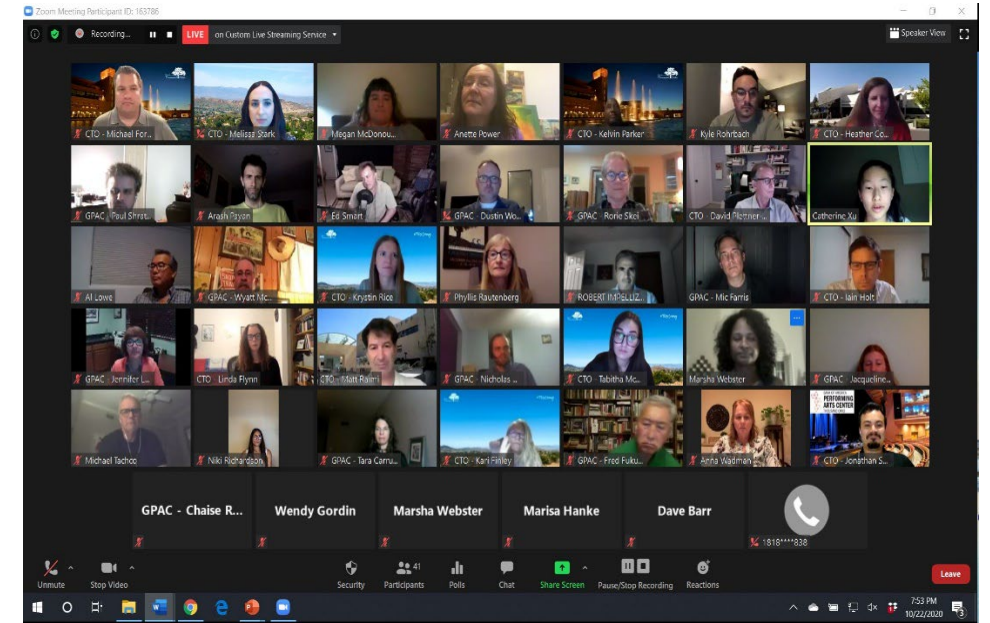 Zoom Meeting Participant ID: 163786
Recording...
LIVE on Custom Live Streaming Service
Speaker View
CTO - Michael For...
CTO - Melissa Stark
Megan McDonou...
Anette Power
CTO - Kelvin Parker
Kyle Rohrbach
CTO - Heather Co...
GPAC - Paul Shrat...
Arash Payan
Ed Smart
GPAC - Dustin Wo...
GPAC - Rorie Skei
CTO - David Plettner-...
Catherine Xu
Al Lowe
GPAC - Wyatt Mc...
CTO - Krystin Rice
Phyllis Rautenberg
ROBERT IMPELLIZ...
GPAC - Mic Farris
CTO - Iain Holt
GPAC - Jennifer L...
CTO - Linda Flynn
CTO - Matt Raimi
GPAC - Nicholas ...
CTO - Tabitha Mc...
Marsha Webster
GPAC - Jacqueline...
PERFORMING
ARTS CENTER
Michael Tachco
Niki Richardson
GPAC - Tara Carru...
CTO - Kari Finley
GPAC - Fred Fuku...
Anna Wadman
CTO - Jonathan S...
GPAC - Chaise R...
Wendy Gordin
Marsha Webster
Marisa Hanke
Dave Barr
1818****838
Unmute
Stop Video
Security
41
Participants
Polls
Chat
Share Screen
Pause/Stop Recording
Reactions
Leave
7:53 PM
10/22/2020
3